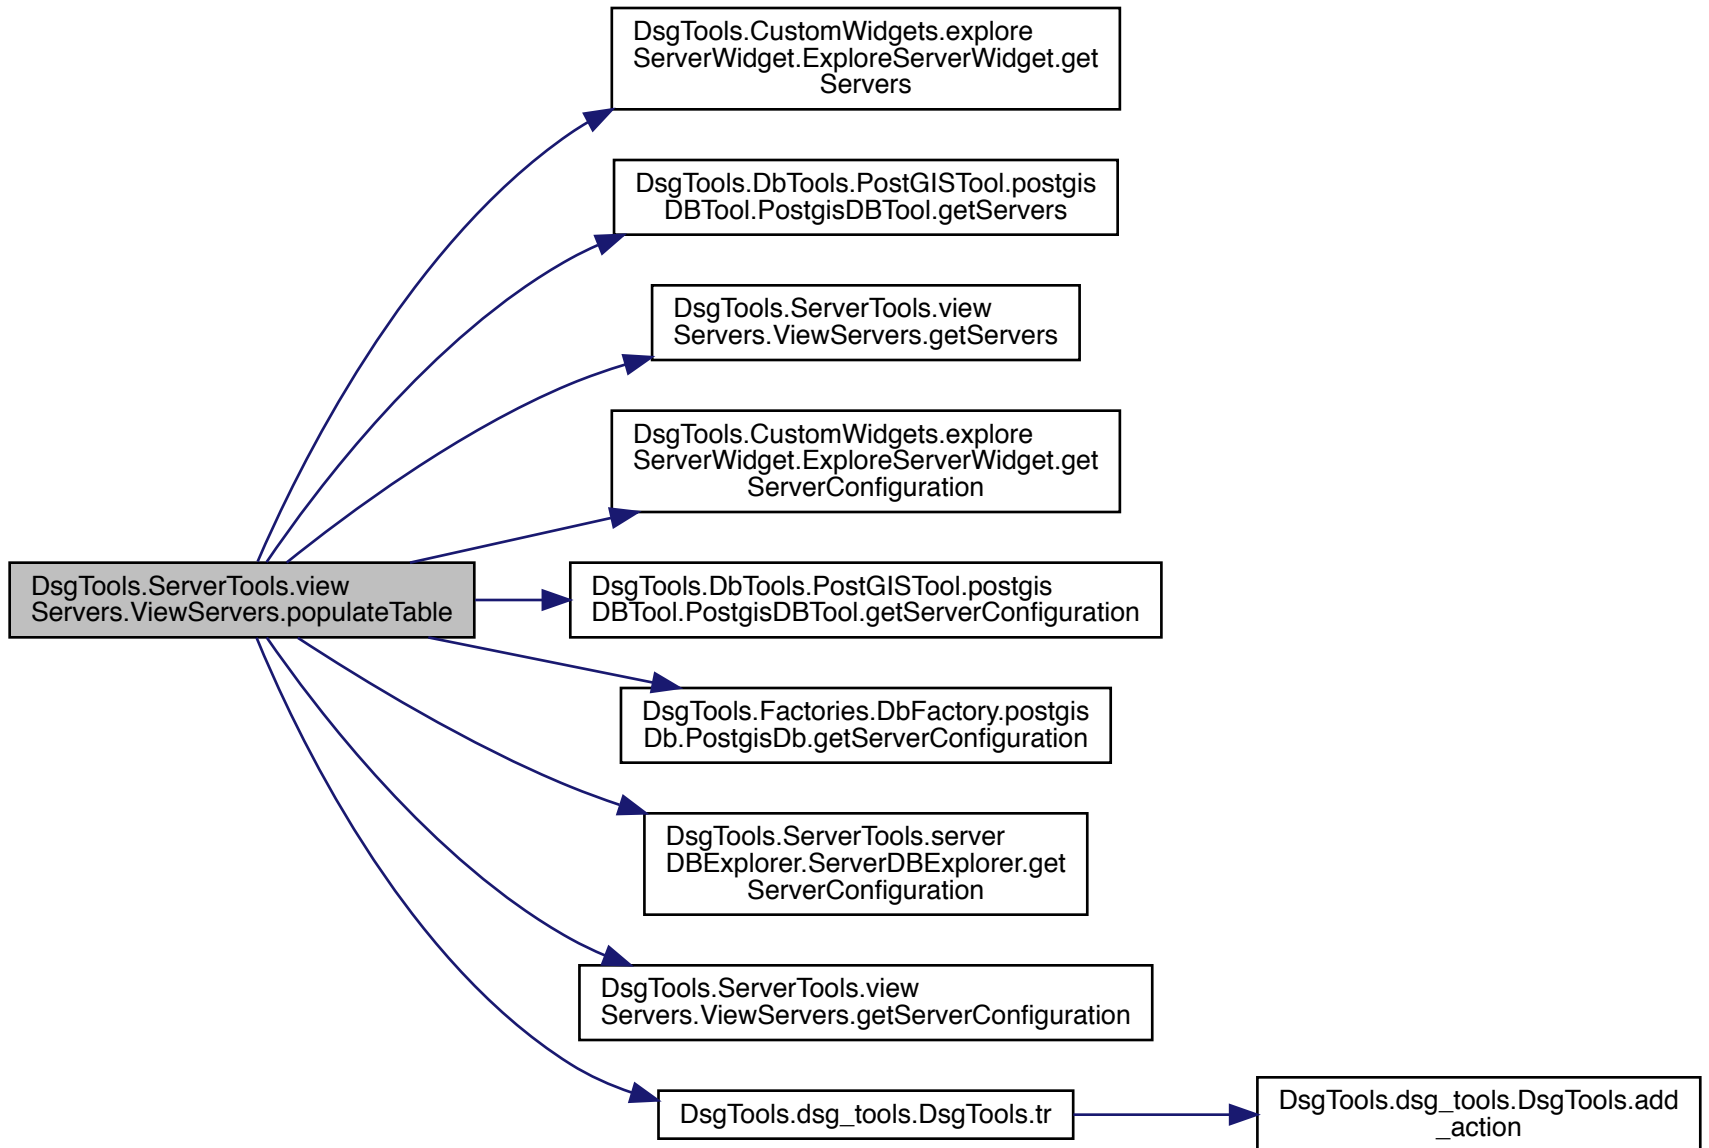 DsgTools.CustomWidgets.explore
ServerWidget.ExploreServerWidget.get
Servers
DsgTools.DbTools.PostGISTool.postgis
DBTool.PostgisDBTool.getServers
DsgTools.ServerTools.view
Servers.ViewServers.getServers
DsgTools.CustomWidgets.explore
ServerWidget.ExploreServerWidget.get
ServerConfiguration
DsgTools.ServerTools.view
Servers.ViewServers.populateTable
DsgTools.DbTools.PostGISTool.postgis
DBTool.PostgisDBTool.getServerConfiguration
DsgTools.Factories.DbFactory.postgis
Db.PostgisDb.getServerConfiguration
DsgTools.ServerTools.server
DBExplorer.ServerDBExplorer.get
ServerConfiguration
DsgTools.ServerTools.view
Servers.ViewServers.getServerConfiguration
DsgTools.dsg_tools.DsgTools.tr
DsgTools.dsg_tools.DsgTools.add
_action